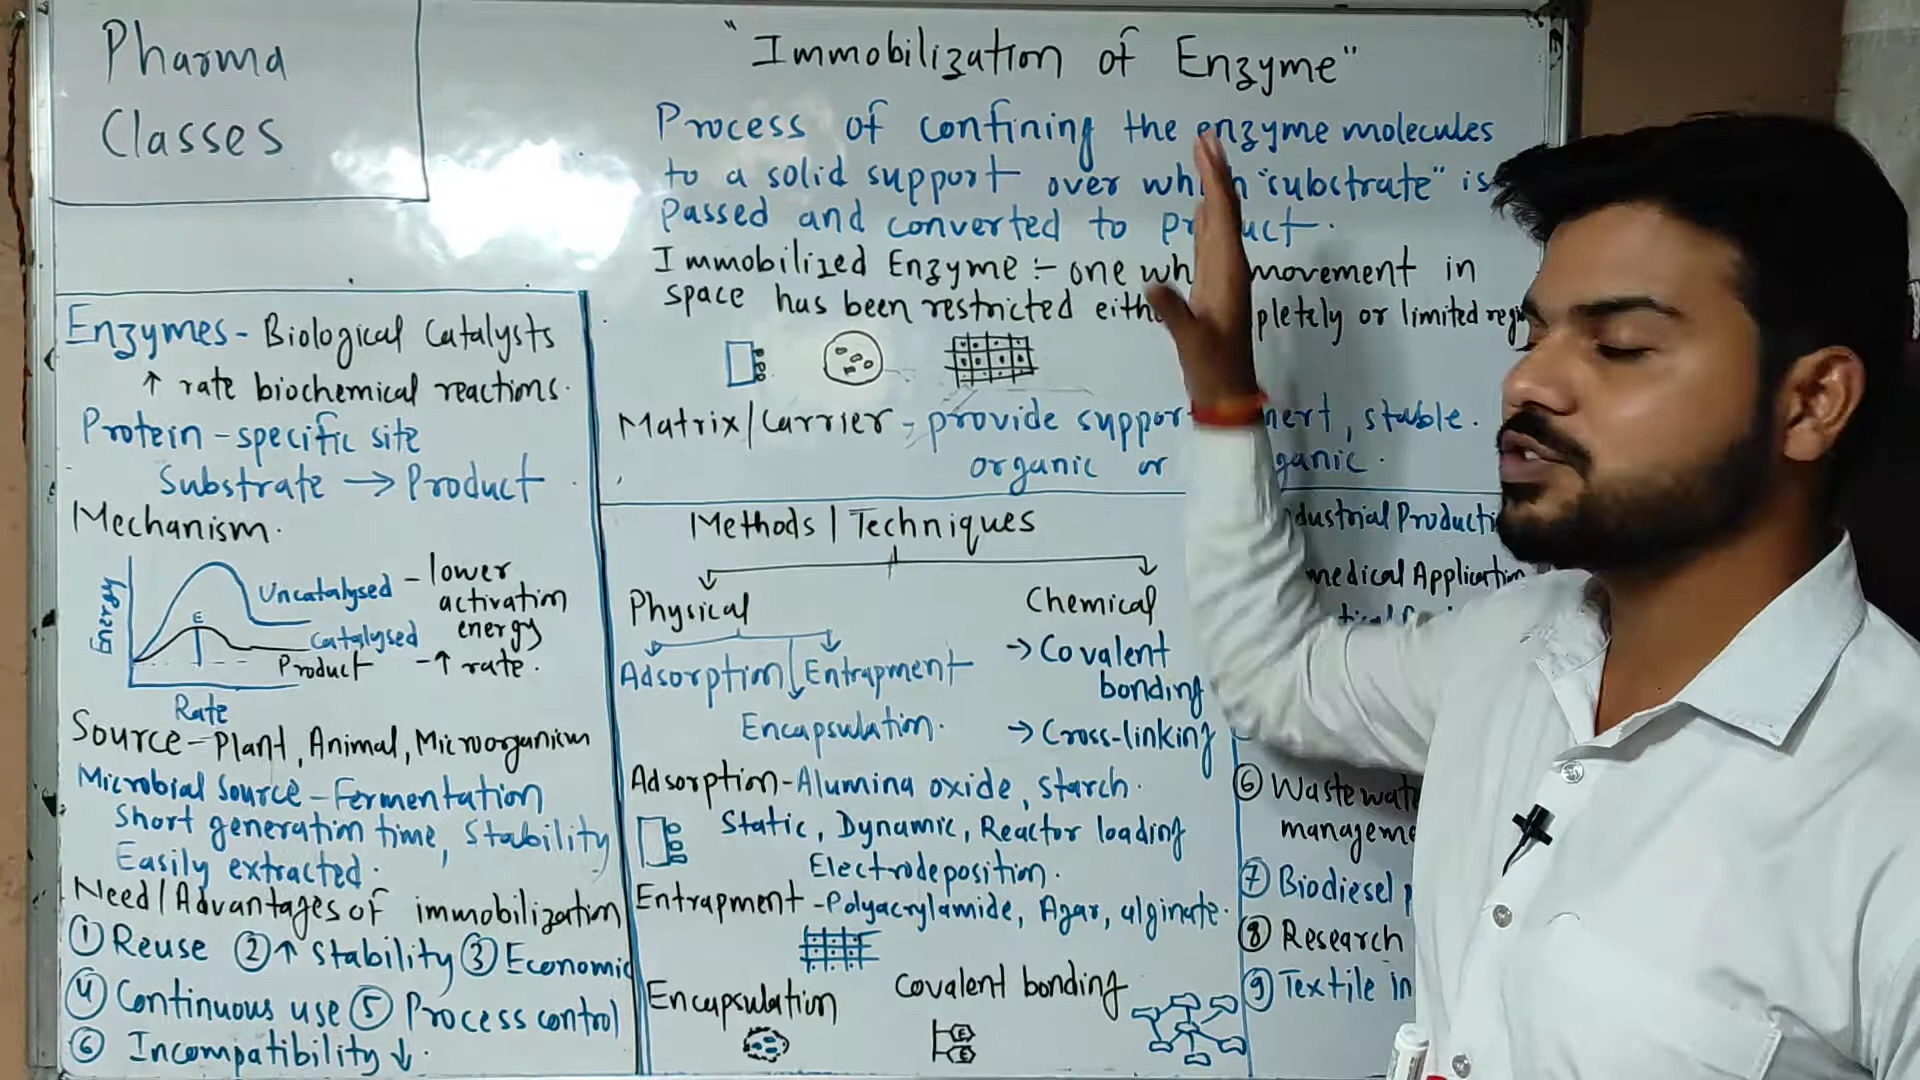 Pharma
Classes
"Immobilization of Enzyme"
Process of confining the enzyme molecules
to a solid support over which "substrate" is
Passed and converted to product.
Immobilized Enzyme :- one wh movement in
space has been restricted eith pletely or limited regi
Matrix/Carrier - provide support nert, stable.
organic or ganic.
Enzymes - Biological Catalysts
↑ rate biochemical reactions.
Protein - specific site
Substrate → Product
Mechanism.
Energy
E
Uncatalysed - lower
activation
energy
Catalysed
Product - ↑ rate.
Rate
Source - Plant, Animal, Microorganism
Microbial Source - Fermentation
Short generation time, Stability
Easily extracted.
Need/Advantages of immobilization
① Reuse ② ↑ Stability ③ Economic
④ Continuous use ⑤ Process control
⑥ Incompatibility ↓.
Methods | Techniques
Physical
Adsorption Entrapment
Encapsulation.
Chemical
→ Covalent
bonding
→ Cross-linking
Adsorption - Alumina oxide, starch.
Static, Dynamic, Reactor loading
Electrodeposition.
Entrapment - Polyacrylamide, Agar, alginate.
Encapsulation Covalent bonding
E
E
dustrial Producti
medical Application
⑥ Waste wate
manageme
⑦ Biodiesel p
⑧ Research
⑨ Textile in